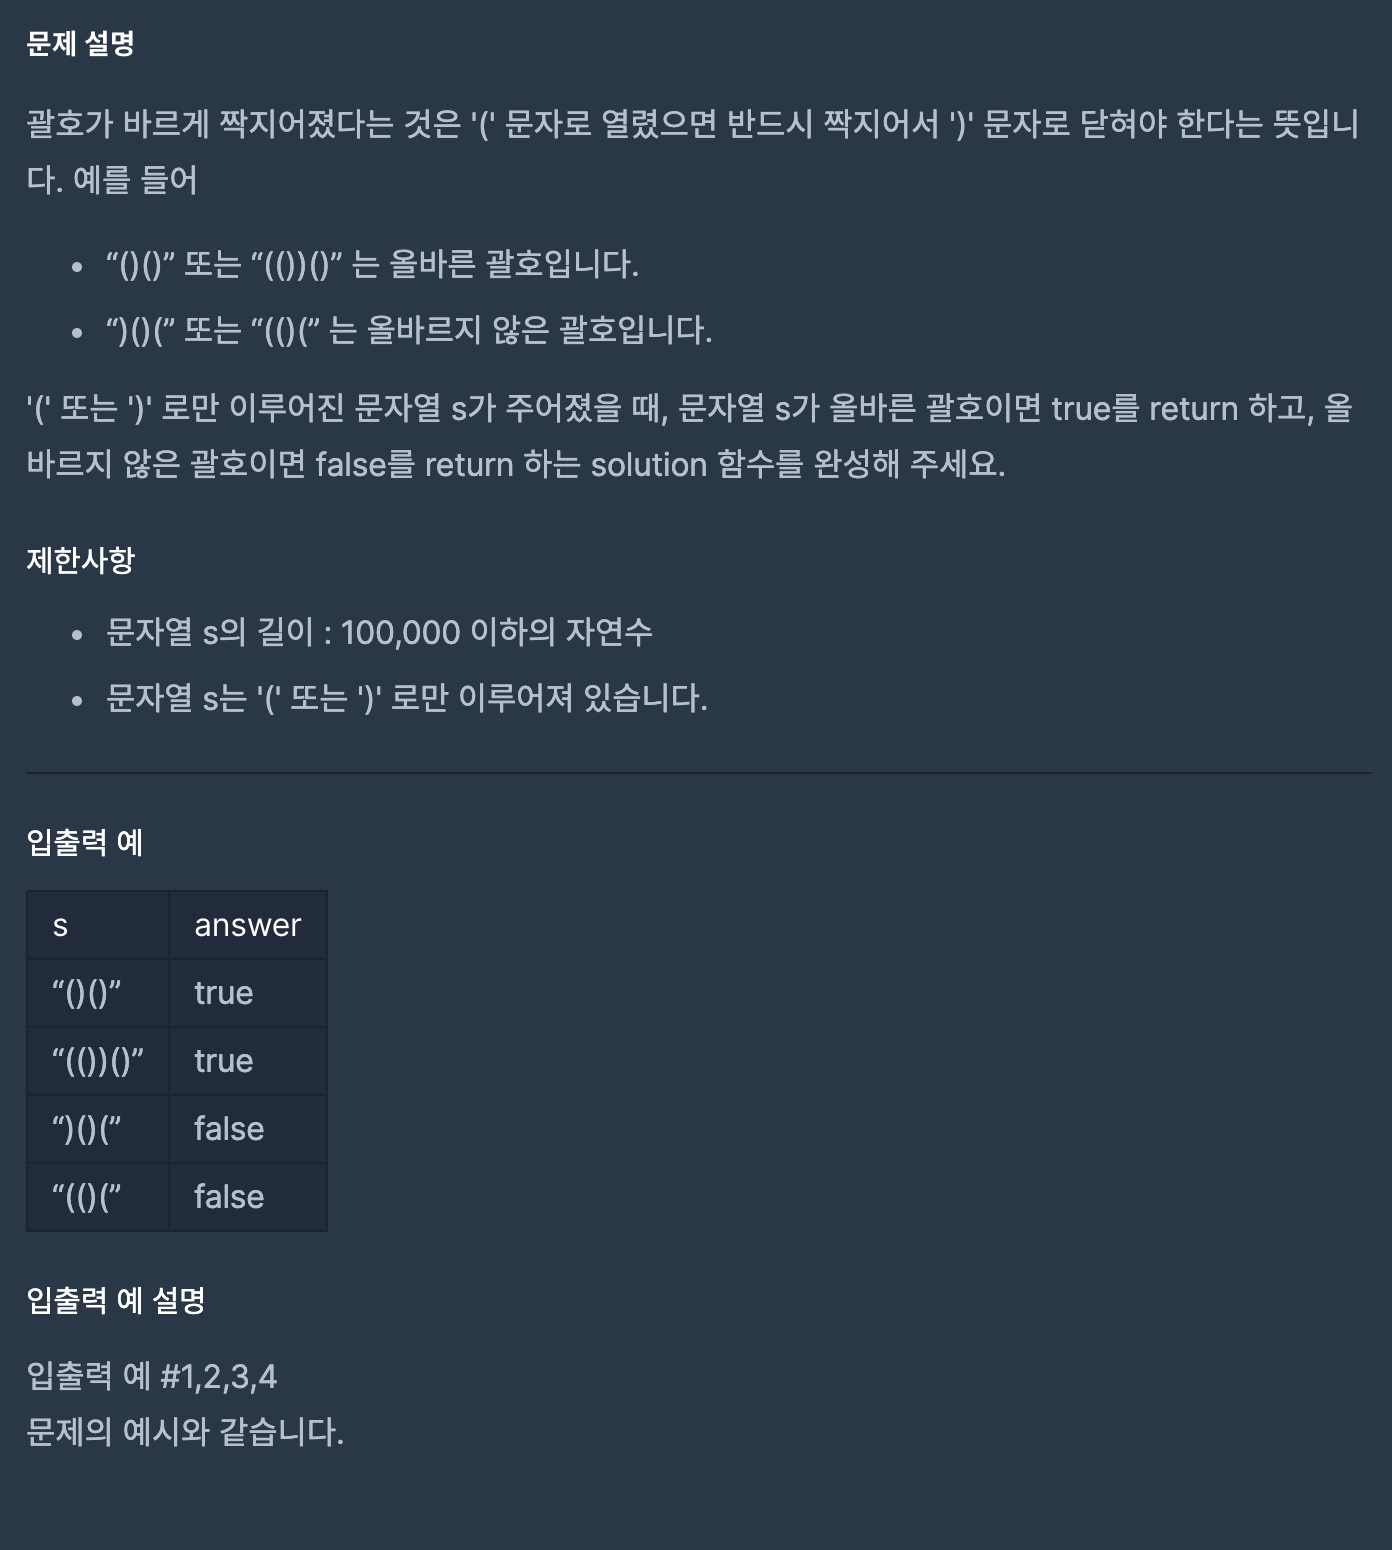 문제 설명
괄호가 바르게 짝지어졌다는 것은 '(' 문자로 열렸으면 반드시 짝지어서 ')' 문자로 닫혀야 한다는 뜻입니
다. 예를 들어
• “()()” 또는 “(())()” 는 올바른 괄호입니다.
• “)()(” 또는 “(()(” 는 올바르지 않은 괄호입니다.
'(' 또는 ')' 로만 이루어진 문자열 s가 주어졌을 때, 문자열 s가 올바른 괄호이면 true를 return 하고, 올
바르지 않은 괄호이면 false를 return 하는 solution 함수를 완성해 주세요.
제한사항
• 문자열 s의 길이 : 100,000 이하의 자연수
• 문자열 s는 '(' 또는 ')' 로만 이루어져 있습니다.
입출력 예
s answer
“()()” true
“(())()” true
“)()(” false
“(()(” false
입출력 예 설명
입출력 예 #1,2,3,4
문제의 예시와 같습니다.